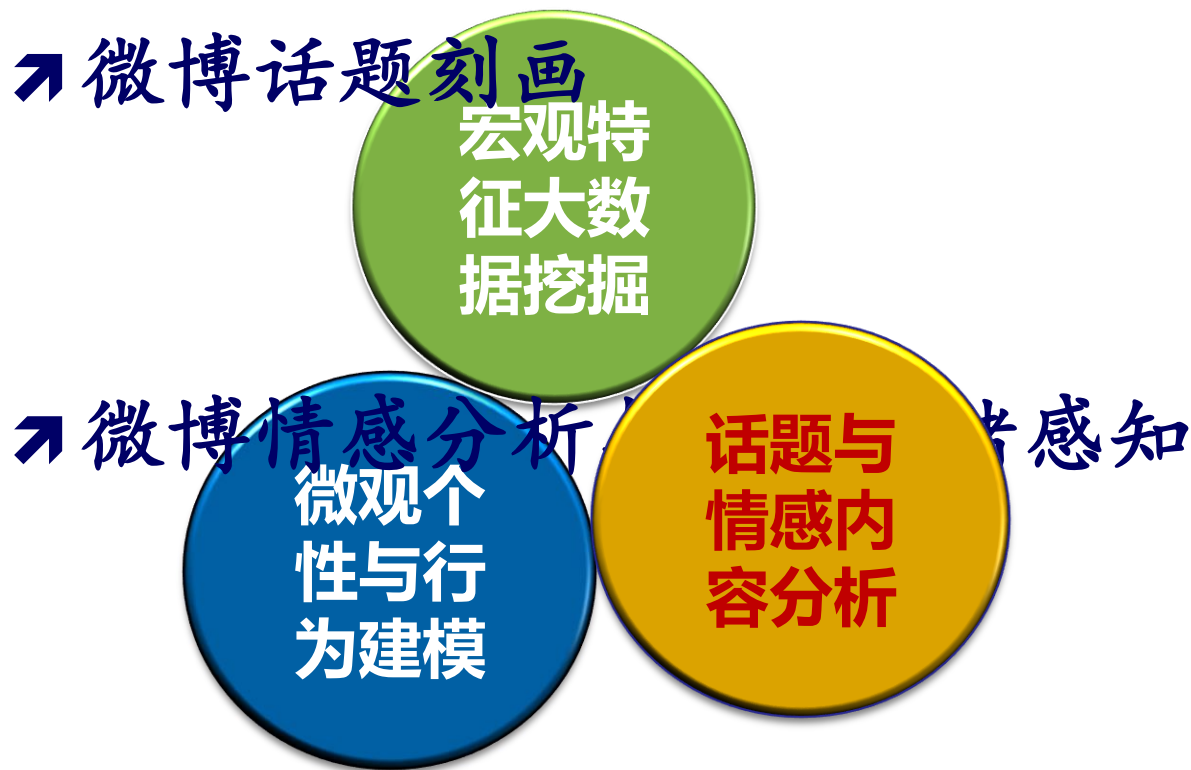 微博话题刻画
宏观特
征大数
据挖掘
微博情感分析 感知
微观个
性与行
为建模
话题与
情感内
容分析